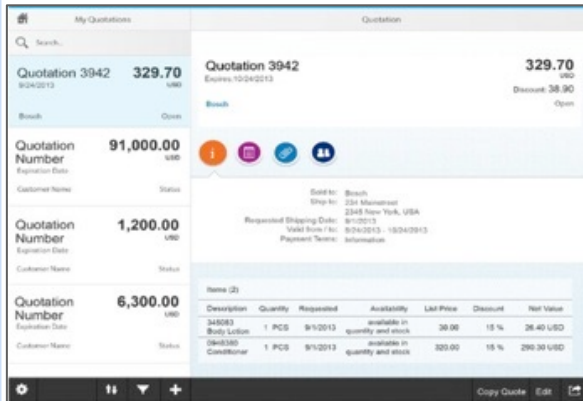 My Quotations
Quotation
Search..
Quotation 3942 329.70
9/24/2013 USD
Bosch Open
Quotation Number 91,000.00
USD
Expiration Date
Customer Name Status
Quotation Number 1,200.00
USD
Expiration Date
Customer Name Status
Quotation Number 6,300.00
USD
Expiration Date
Customer Name Status
Quotation 3942 329.70
Expires:10/24/2013 USD
Discount: 38.90
Bosch Open
Sold to: Bosch
Ship to: 234 Mainstreet
2345 New York, USA
Requested Shipping Date: 9/1/2013
Valid from / to: 9/24/2013 - 10/24/2013
Payment Terms: Information
Items (2)
Description Quantity Requested Availability List Price Discount Net Value
345083 Body Lotion 1 PCS 9/1/2013 available in quantity and stock 30.00 15 % 26.40 USD
0948360 Conditioner 1 PCS 9/1/2013 available in quantity and stock 320.00 15 % 290.30 USD
Copy Quote Edit